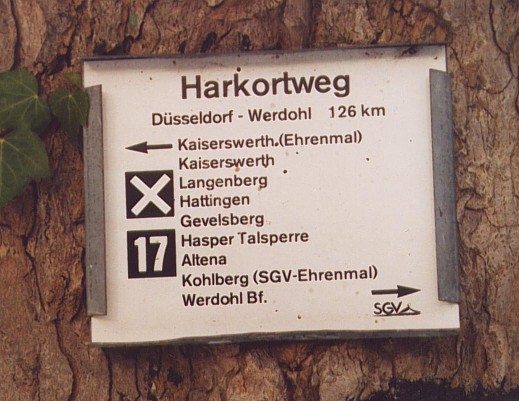 Harkortweg
Düsseldorf - Werdohl 126 km
Kaiserswerth.(Ehrenmal)
Kaiserswerth
Langenberg
Hattingen
Gevelsberg
17
Hasper Talsperre
Altena
Kohlberg (SGV-Ehrenmal)
Werdohl Bf.
SGV